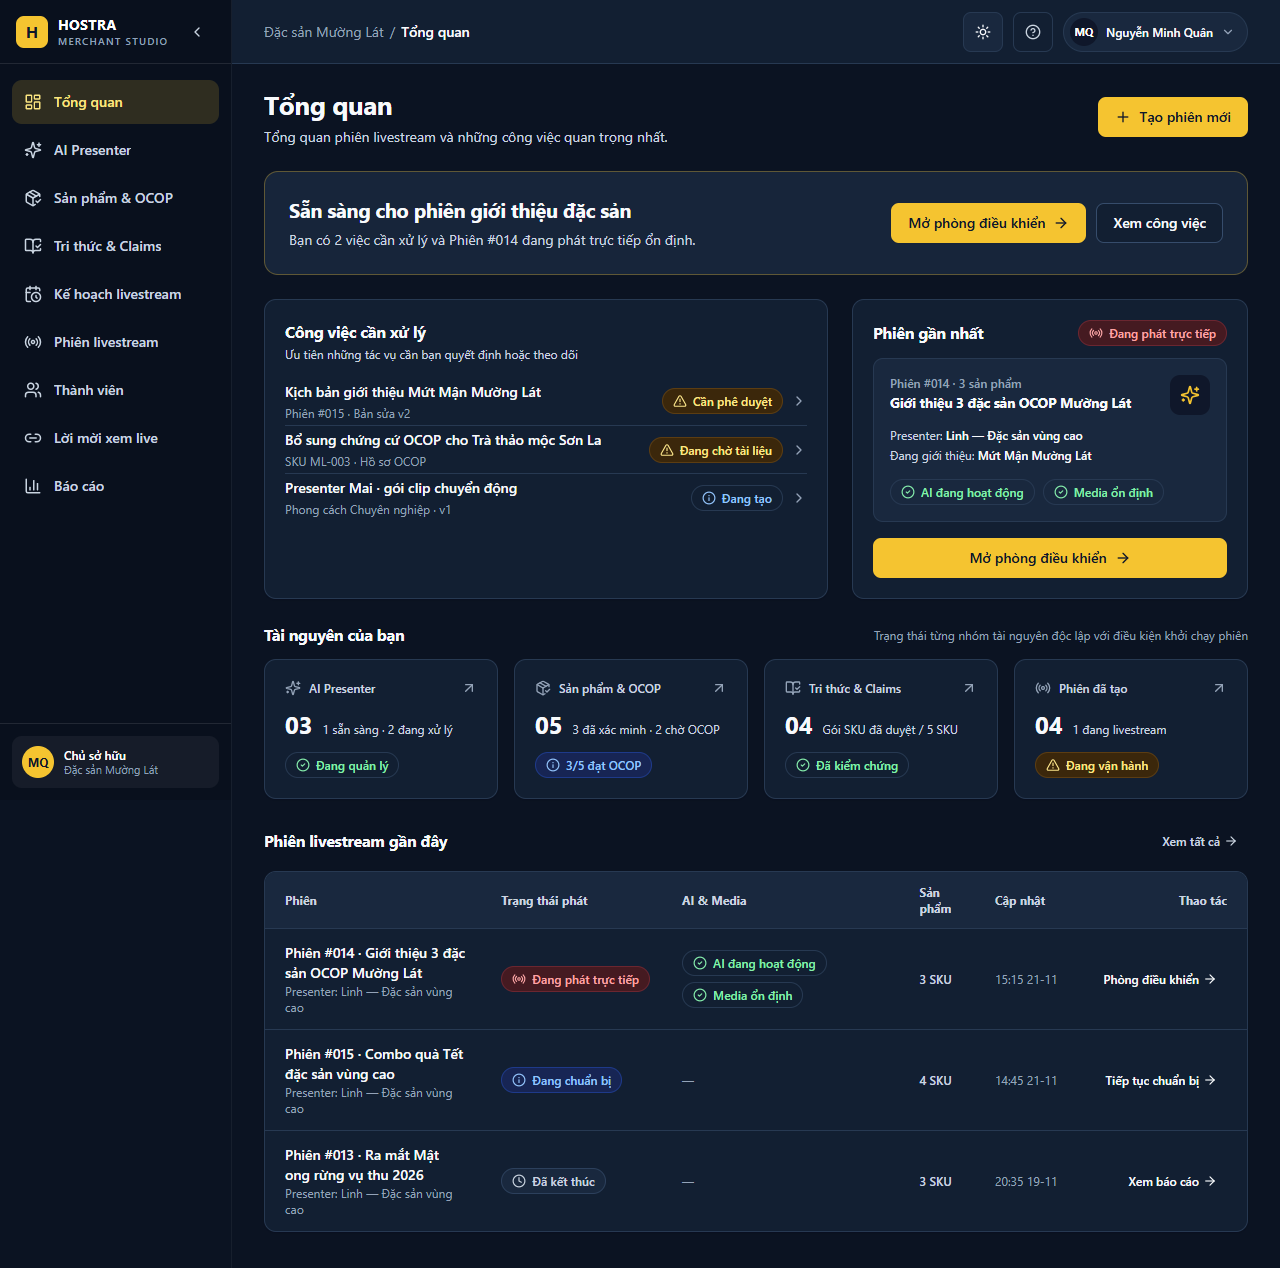 H
HOSTRA
MERCHANT STUDIO
Đặc sản Mường Lát / Tổng quan
MQ Nguyễn Minh Quân
Tổng quan
AI Presenter
Sản phẩm & OCOP
Tri thức & Claims
Kế hoạch livestream
Phiên livestream
Thành viên
Lời mời xem live
Báo cáo
MQ
Chủ sở hữu
Đặc sản Mường Lát
Tổng quan
Tổng quan phiên livestream và những công việc quan trọng nhất.
Tạo phiên mới
Sẵn sàng cho phiên giới thiệu đặc sản
Bạn có 2 việc cần xử lý và Phiên #014 đang phát trực tiếp ổn định.
Mở phòng điều khiển →
Xem công việc
Công việc cần xử lý
Ưu tiên những tác vụ cần bạn quyết định hoặc theo dõi
Kịch bản giới thiệu Mứt Mận Mường Lát
Phiên #015 · Bản sửa v2
Cần phê duyệt
Bổ sung chứng cứ OCOP cho Trà thảo mộc Sơn La
SKU ML-003 · Hồ sơ OCOP
Đang chờ tài liệu
Presenter Mai · gói clip chuyển động
Phong cách Chuyên nghiệp · v1
Đang tạo
Phiên gần nhất
Đang phát trực tiếp
Phiên #014 · 3 sản phẩm
Giới thiệu 3 đặc sản OCOP Mường Lát
Presenter: Linh — Đặc sản vùng cao
Đang giới thiệu: Mứt Mận Mường Lát
AI đang hoạt động
Media ổn định
Mở phòng điều khiển →
Tài nguyên của bạn
Trạng thái từng nhóm tài nguyên độc lập với điều kiện khởi chạy phiên
AI Presenter
03 1 sẵn sàng · 2 đang xử lý
Đang quản lý
Sản phẩm & OCOP
05 3 đã xác minh · 2 chờ OCOP
3/5 đạt OCOP
Tri thức & Claims
04 Gói SKU đã duyệt / 5 SKU
Đã kiểm chứng
Phiên đã tạo
04 1 đang livestream
Đang vận hành
Phiên livestream gần đây
Xem tất cả →
Phiên
Trạng thái phát
AI & Media
Sản
phẩm
Cập nhật
Thao tác
Phiên #014 · Giới thiệu 3 đặc
sản OCOP Mường Lát
Presenter: Linh — Đặc sản vùng
cao
Đang phát trực tiếp
AI đang hoạt động
Media ổn định
3 SKU
15:15 21-11
Phòng điều khiển →
Phiên #015 · Combo quà Tết
đặc sản vùng cao
Presenter: Linh — Đặc sản vùng
cao
Đang chuẩn bị
—
4 SKU
14:45 21-11
Tiếp tục chuẩn bị →
Phiên #013 · Ra mắt Mật
ong rừng vụ thu 2026
Presenter: Linh — Đặc sản vùng
cao
Đã kết thúc
—
3 SKU
20:35 19-11
Xem báo cáo →